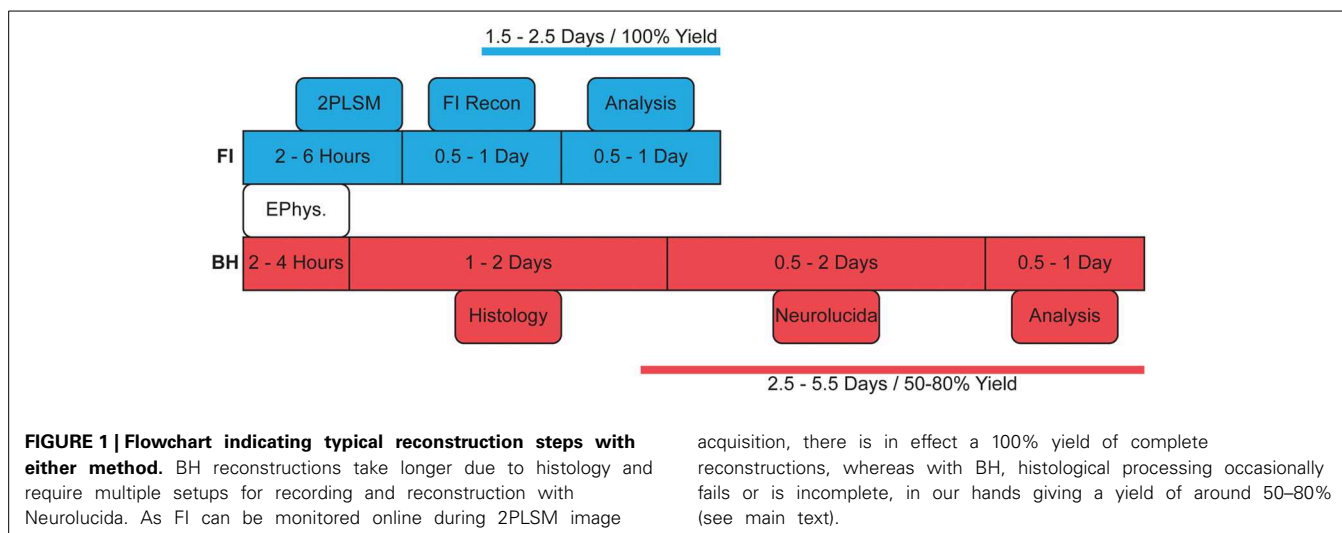 1.5 - 2.5 Days / 100% Yield
2PLSM
FI Recon
Analysis
FI
2 - 6 Hours
0.5 - 1 Day
0.5 - 1 Day
EPhys.
BH
2 - 4 Hours
1 - 2 Days
0.5 - 2 Days
0.5 - 1 Day
Histology
Neurolucida
Analysis
2.5 - 5.5 Days / 50-80% Yield
FIGURE 1 | Flowchart indicating typical reconstruction steps with
either method. BH reconstructions take longer due to histology and
require multiple setups for recording and reconstruction with
Neurolucida. As FI can be monitored online during 2PLSM image
acquisition, there is in effect a 100% yield of complete
reconstructions, whereas with BH, histological processing occasionally
fails or is incomplete, in our hands giving a yield of around 50–80%
(see main text).